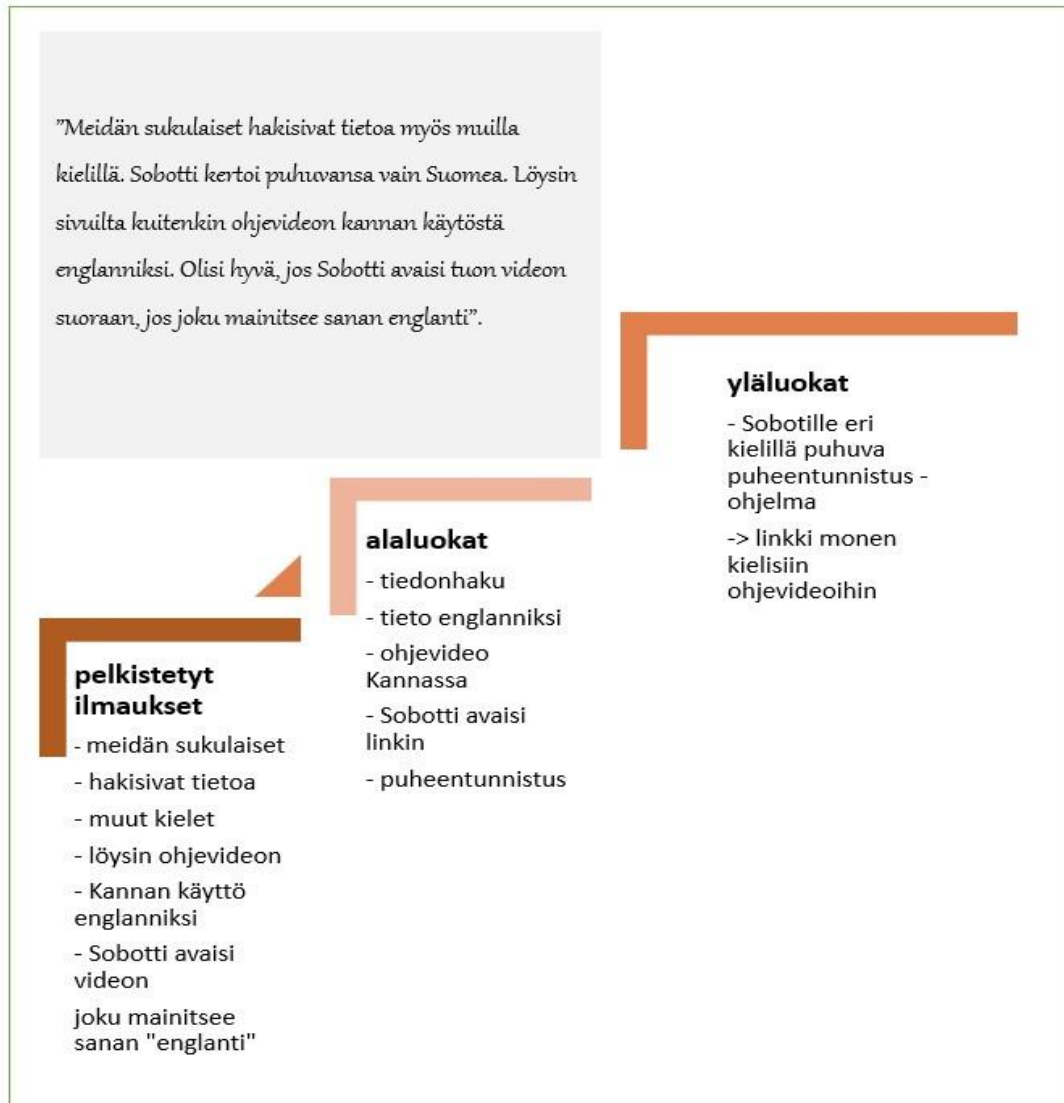 ”Meidän sukulaiset hakisivat tietoa myös muilla
kielillä. Sobotti kertoi puhuvansa vain Suomea. Löysin
sivuilta kuitenkin ohjevideon kannan käytöstä
englanniksi. Olisi hyvä, jos Sobotti avaisi tuon videon
suoraan, jos joku mainitsee sanan englanti”.
pelkistetyt
ilmaukset
- meidän sukulaiset
- hakisivat tietoa
- muut kielet
- löysin ohjevideon
- Kannan käyttö
englanniksi
- Sobotti avaisi
videon
joku mainitsee
sanan "englanti"
alaluokat
- tiedonhaku
- tieto englanniksi
- ohjevideo
Kannassa
- Sobotti avaisi
linkin
- puheentunnistus
yläluokat
- Sobotille eri
kielillä puhuva
puheentunnistus -
ohjelma
-> linkki monen
kielisiin
ohjevideoihin